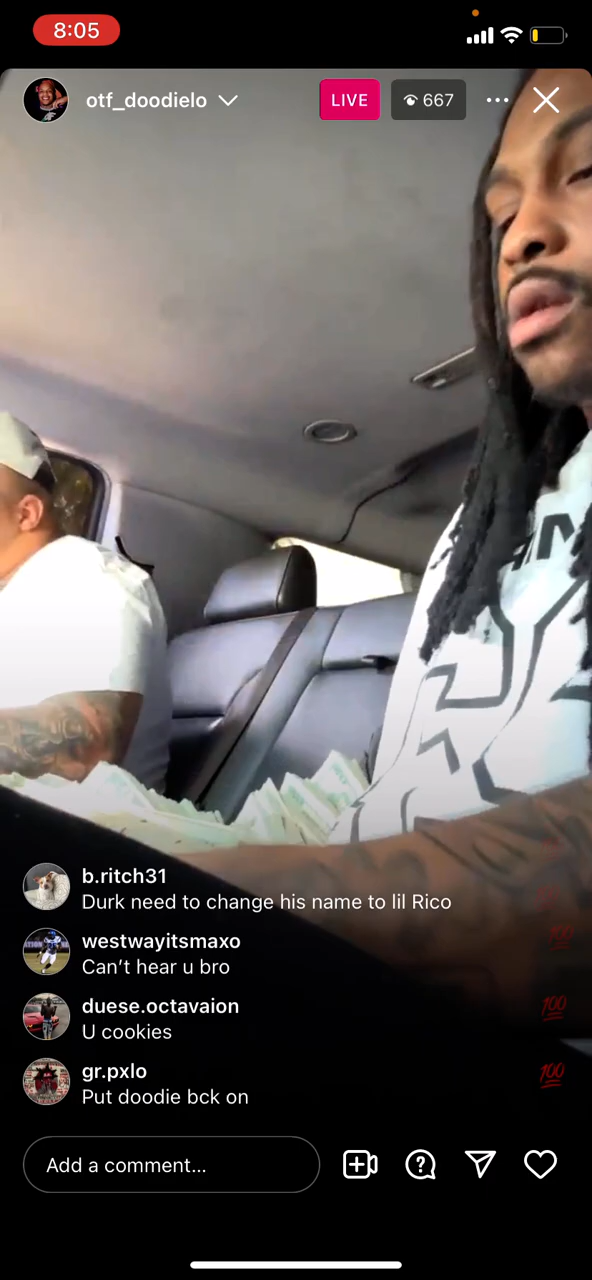 8:05
otf_doodielo
LIVE
667
b.ritch31
Durk need to change his name to lil Rico
westwayitsmaxo
Can't hear u bro
duese.octavaion
U cookies
gr.pxlo
Put doodie bck on
💯
💯
💯
Add a comment...